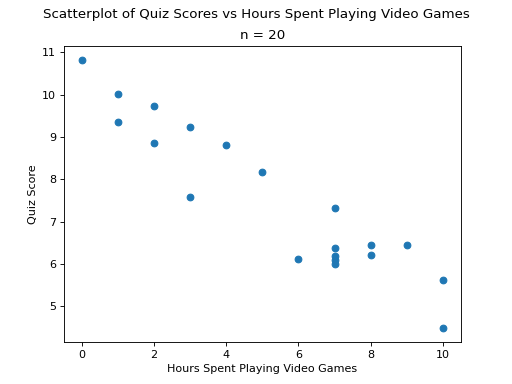 Scatterplot of Quiz Scores vs Hours Spent Playing Video Games
n = 20
11
10
9
8
7
6
5
Quiz Score
0 2 4 6 8 10
Hours Spent Playing Video Games